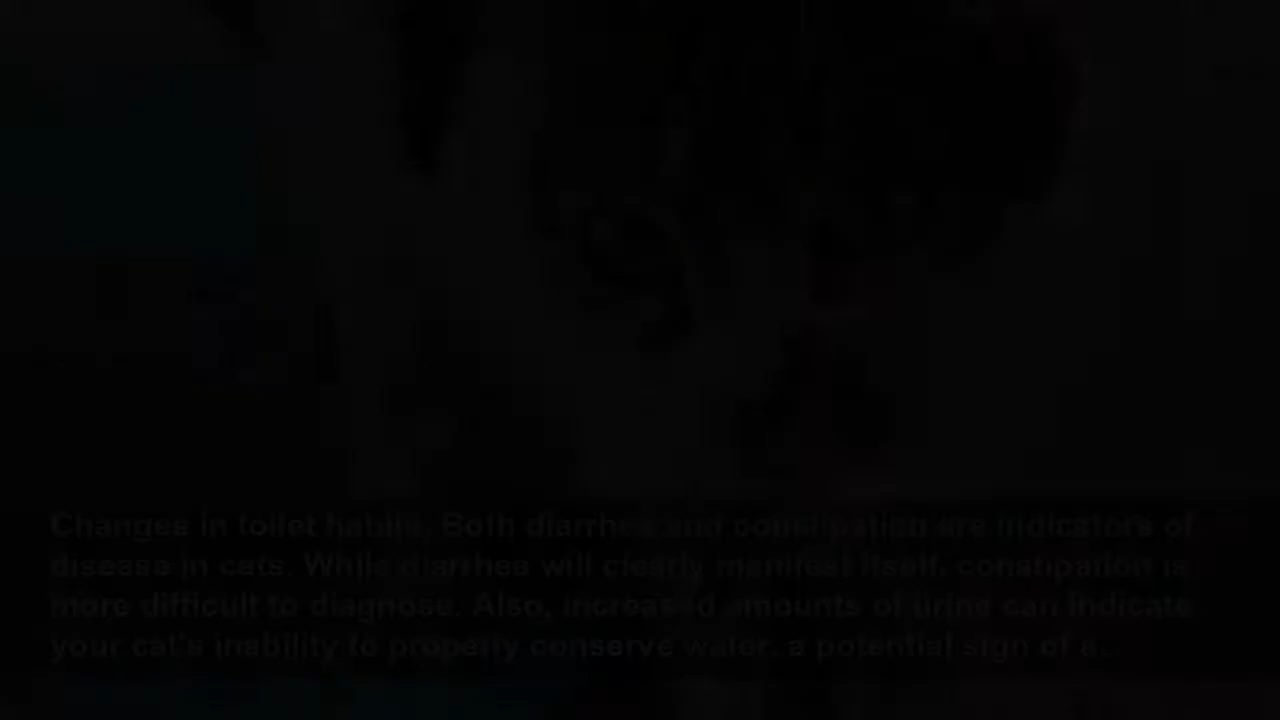 Changes in toilet habits. Both diarrhea and constipation are indicators of
disease in cats. While diarrhea will clearly manifest itself, constipation is
more difficult to diagnose. Also, increased amounts of urine can indicate
your cat's inability to properly conserve water, a potential sign of a.